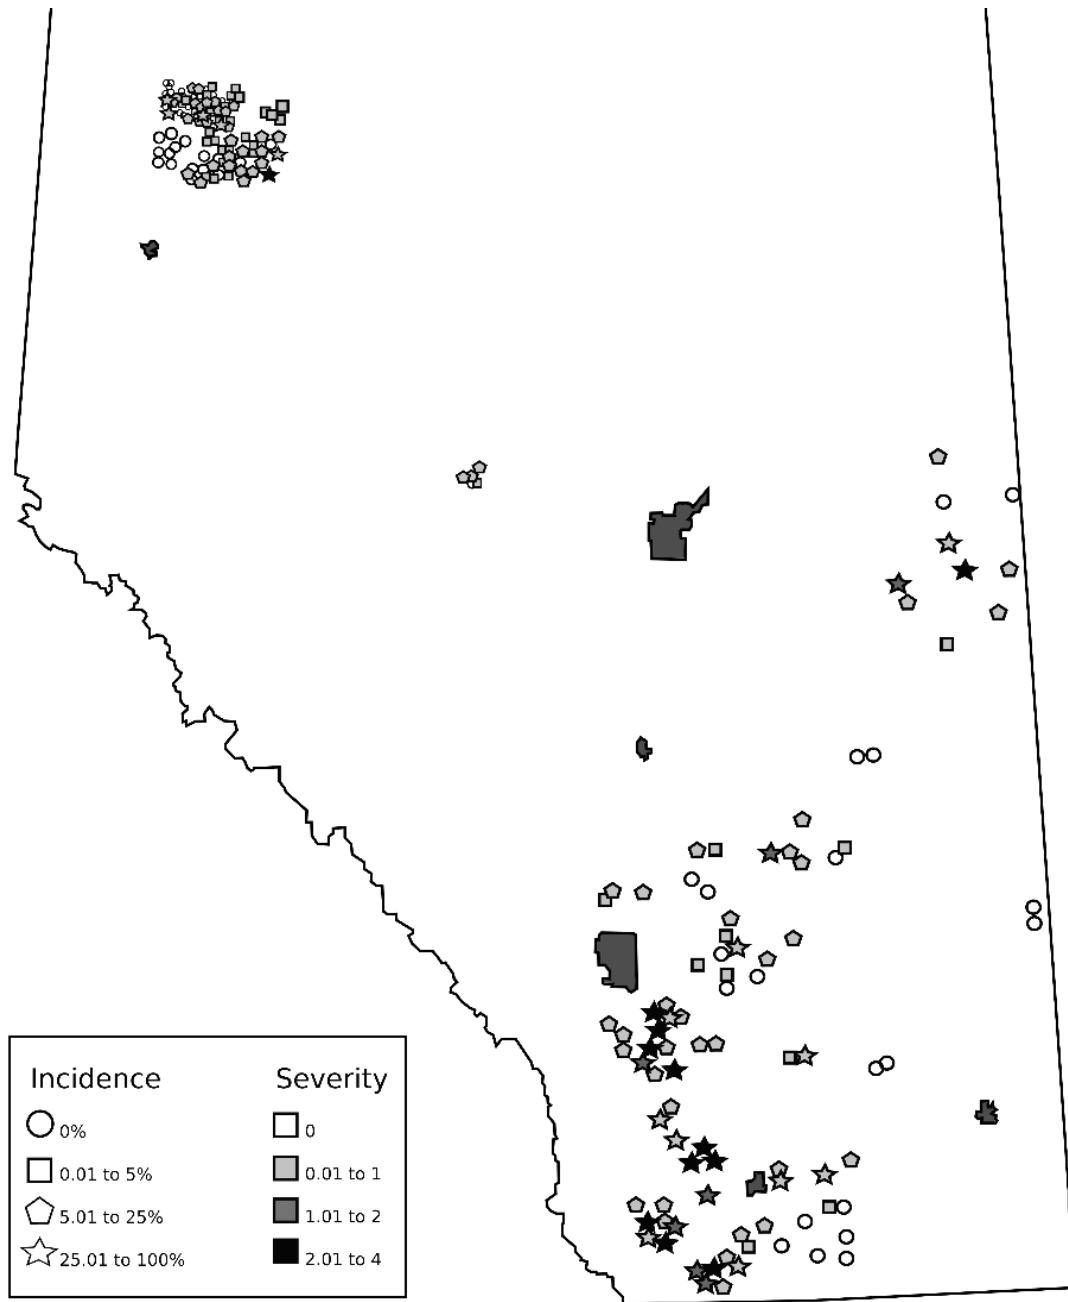 Incidence
0%
0.01 to 5%
5.01 to 25%
25.01 to 100%
Severity
0
0.01 to 1
1.01 to 2
2.01 to 4